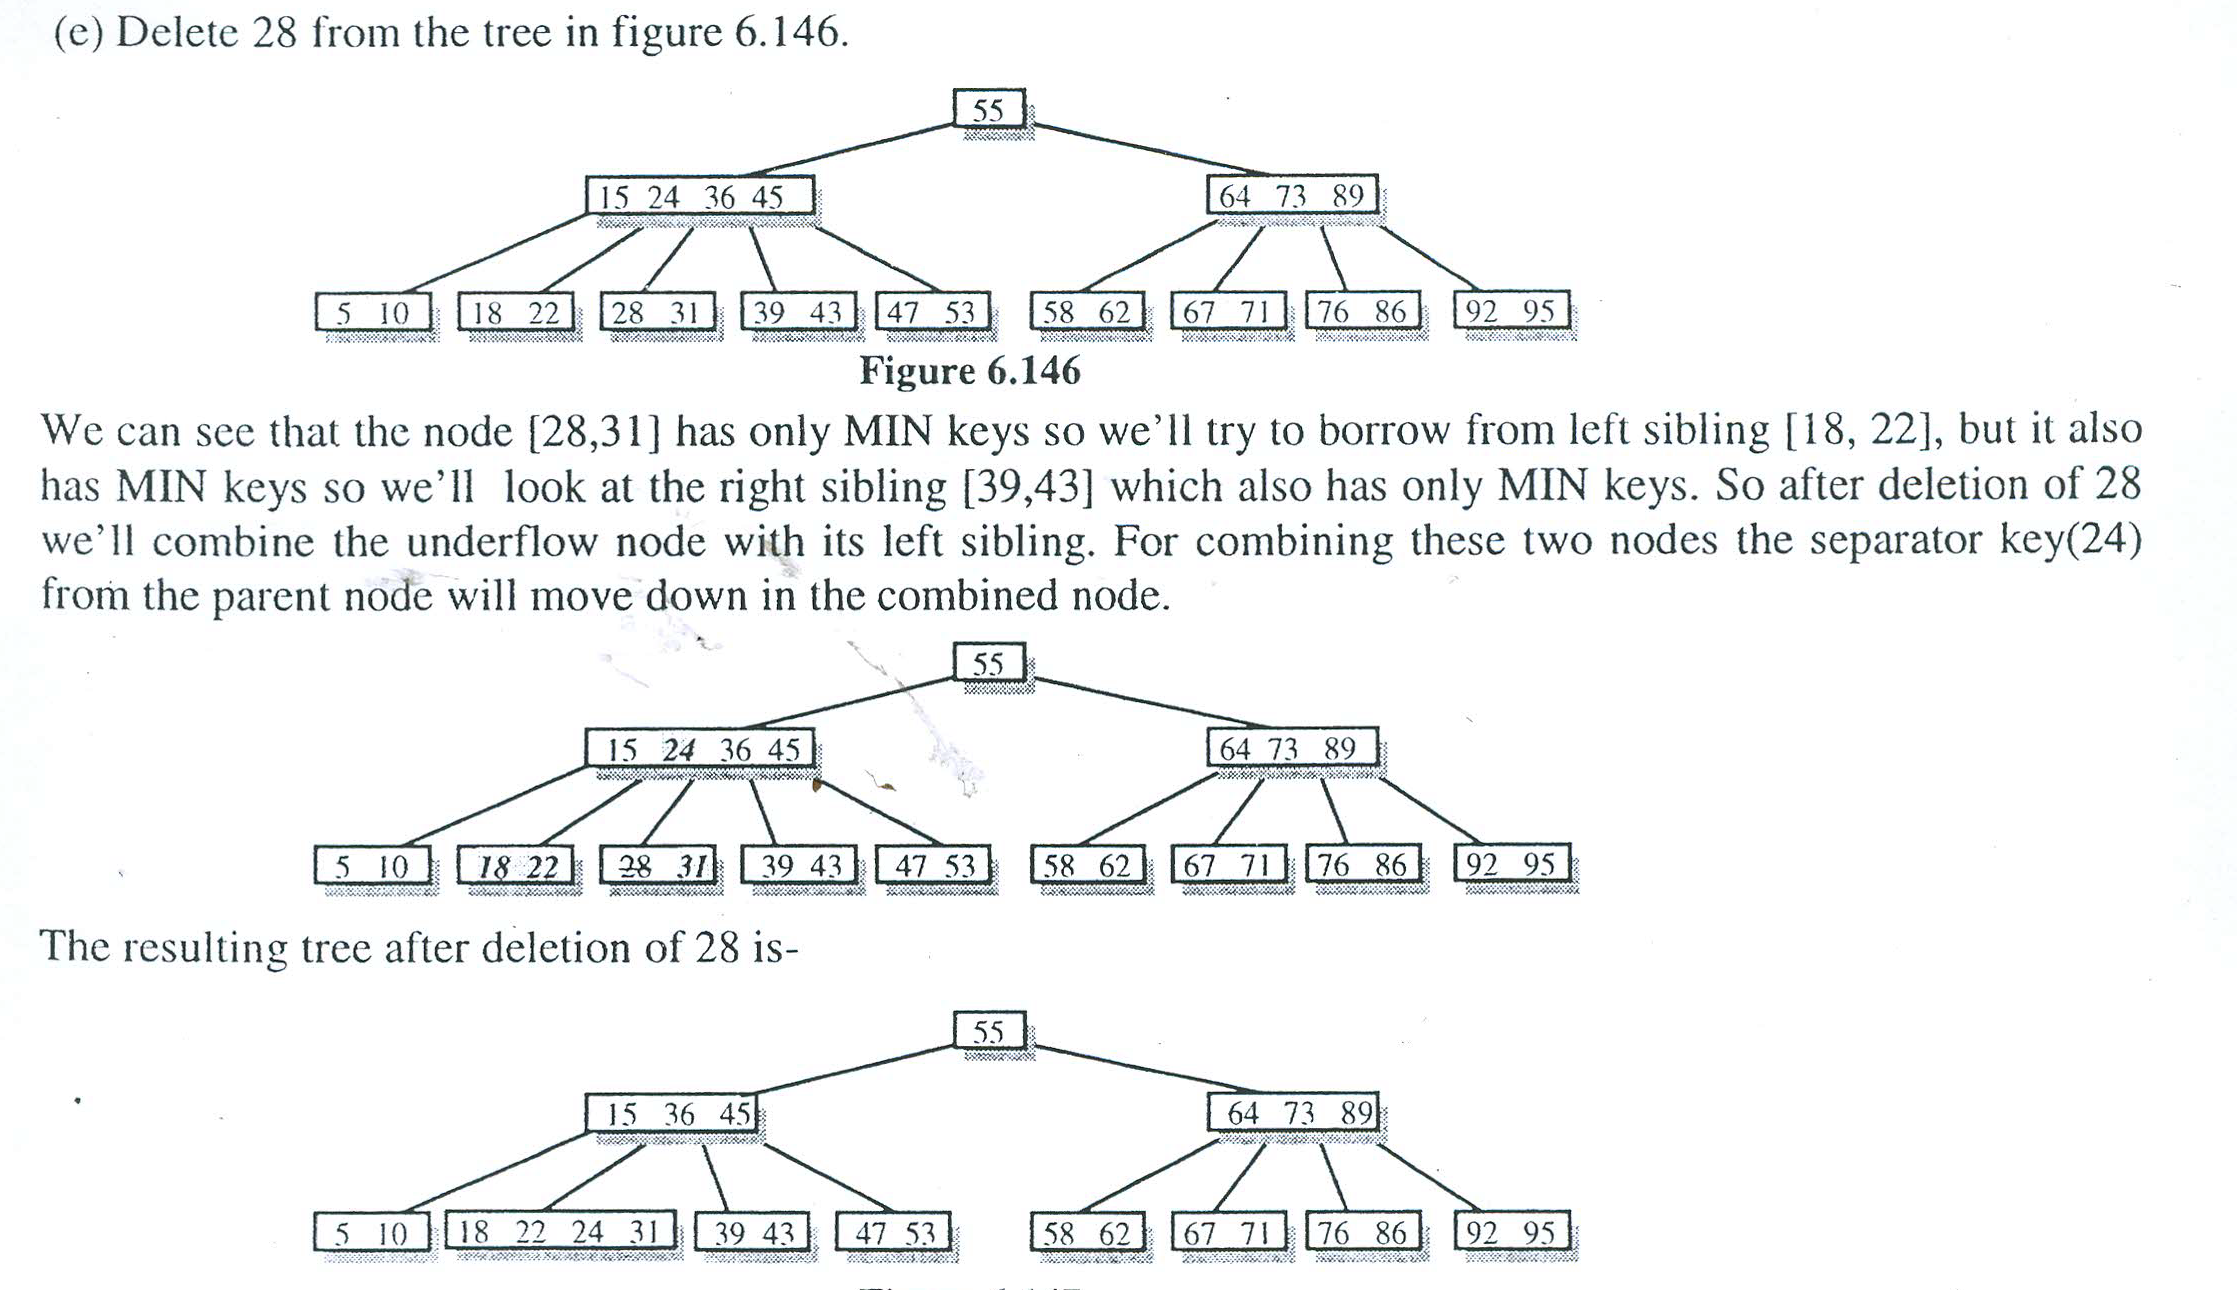 (e) Delete 28 from the tree in figure 6.146.
55
15 24 36 45 64 73 89
5 10 18 22 28 31 39 43 47 53 58 62 67 71 76 86 92 95
Figure 6.146
We can see that the node [28,31] has only MIN keys so we'll try to borrow from left sibling [18, 22], but it also
has MIN keys so we'll look at the right sibling [39,43] which also has only MIN keys. So after deletion of 28
we'll combine the underflow node with its left sibling. For combining these two nodes the separator key(24)
from the parent node will move down in the combined node.
55
15 24 36 45 64 73 89
5 10 18 22 28 31 39 43 47 53 58 62 67 71 76 86 92 95
The resulting tree after deletion of 28 is-
55
15 36 45 64 73 89
5 10 18 22 24 31 39 43 47 53 58 62 67 71 76 86 92 95